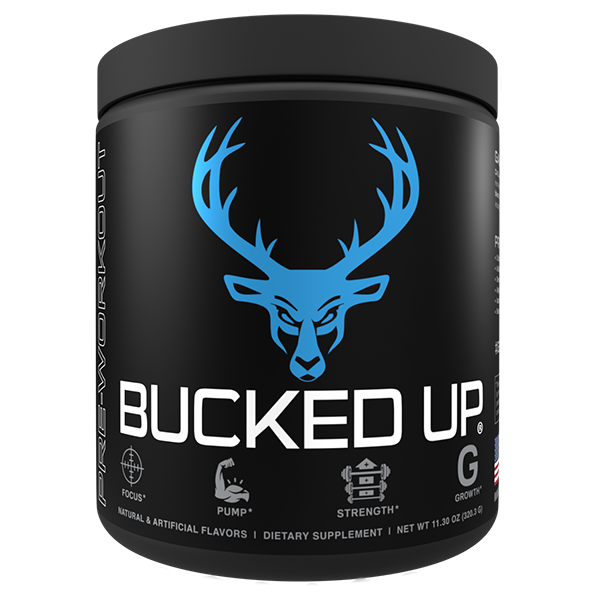 PRE-WORKOUT
BUCKED UP®
FOCUS*
PUMP*
STRENGTH*
G
GROWTH*
NATURAL & ARTIFICIAL FLAVORS | DIETARY SUPPLEMENT | NET WT 11.30 OZ (320.3 G)